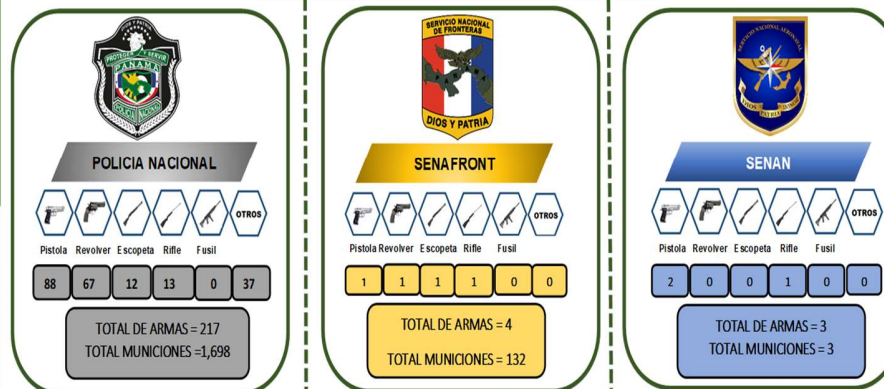 PROTEGER Y SERVIR
PANAMA
POLICIA NACIONAL
POLICIA NACIONAL
OTROS
Pistola Revolver Escopeta Rifle Fusil
88 67 12 13 0 37
TOTAL DE ARMAS = 217
TOTAL MUNICIONES =1,698
SERVICIO NACIONAL
DE FRONTERAS
DIOS Y PATRIA
SENAFRONT
OTROS
Pistola Revolver Escopeta Rifle Fusil
1 1 1 1 0 0
TOTAL DE ARMAS = 4
TOTAL MUNICIONES = 132
SERVICIO NACIONAL AERONAVAL
SENAN
OTROS
Pistola Revolver Escopeta Rifle Fusil
2 0 0 1 0 0
TOTAL DE ARMAS = 3
TOTAL MUNICIONES = 3